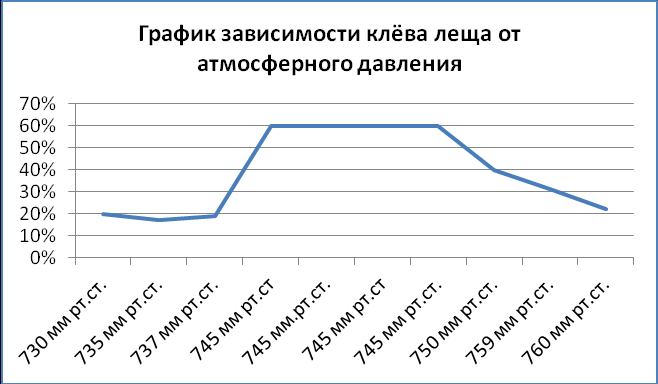 График зависимости клёва леща от
атмосферного давления
70%
60%
50%
40%
30%
20%
10%
0%
730 мм рт.ст.
735 мм рт.ст.
737 мм рт.ст.
745 мм рт.ст
745 мм.рт.ст.
745 мм рт.ст
745 мм рт.ст.
750 мм рт.ст.
759 мм рт.ст.
760 мм рт.ст.